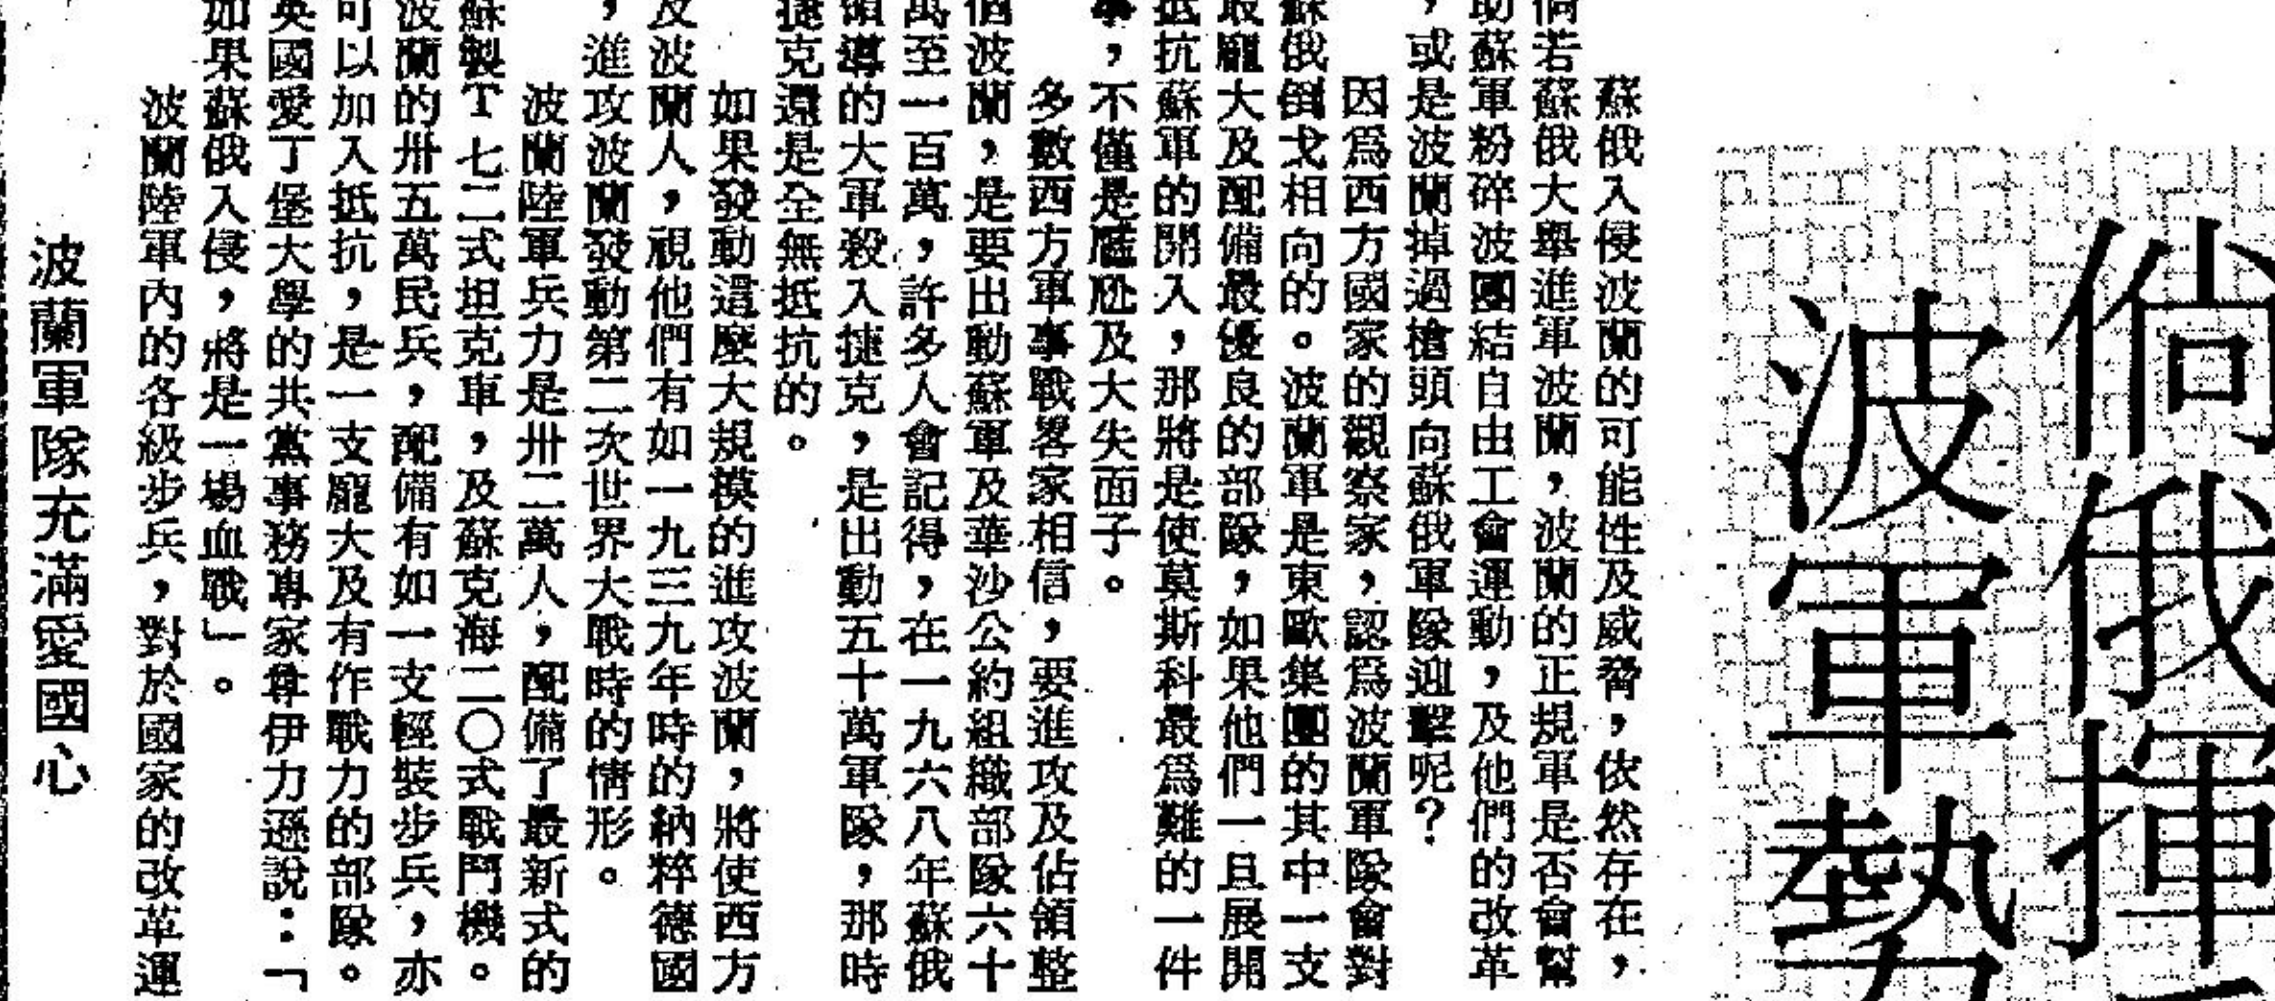 倘俄揮
波軍勢
蘇俄入侵波蘭的可能性及威脅，依然存在，
倘若蘇俄大舉進軍波蘭，波蘭的正規軍是否會幫
助蘇軍粉碎波團結自由工會運動，及他們的改革
，或是波蘭掉過槍頭向蘇俄軍隊迎擊呢？
因爲西方國家的觀察家，認爲波蘭軍隊會對
蘇俄倒戈相向的。波蘭軍是東歐集團的其中一支
最龐大及配備最優良的部隊，如果他們一旦展開
抵抗蘇軍的開入，那將是使莫斯科最爲難的一件
事，不僅是尷尬及大失面子。
多數西方軍事戰畧家相信，要進攻及佔領整
個波蘭，是要出動蘇軍及華沙公約組織部隊六十
萬至一百萬，許多人會記得，在一九六八年蘇俄
領導的大軍殺入捷克，是出動五十萬軍隊，那時
捷克還是全無抵抗的。
如果發動這麼大規模的進攻波蘭，將使西方
及波蘭人，視他們有如一九三九年時的納粹德國
，進攻波蘭發動第二次世界大戰時的情形。
波蘭陸軍兵力是卅二萬人，配備了最新式的
蘇製T七二式坦克車，及蘇克海二〇式戰鬥機。
波蘭的卅五萬民兵，配備有如一支輕裝步兵，亦
可以加入抵抗，是一支龐大及有作戰力的部隊。
英國愛丁堡大學的共黨事務專家尊伊力遜說：「
如果蘇俄入侵，將是一場血戰」。
波蘭陸軍內的各級步兵，對於國家的改革運
波蘭軍隊充滿愛國心